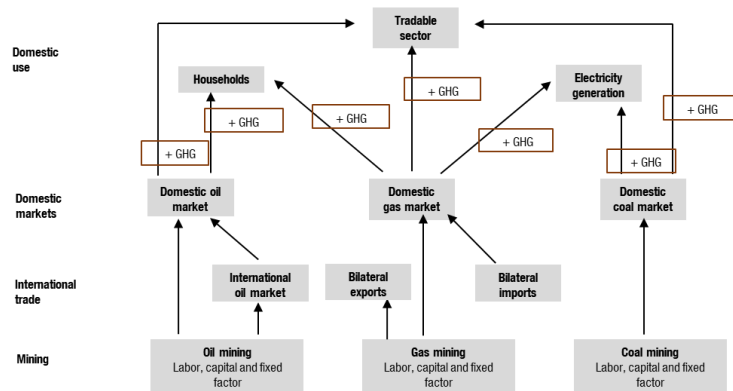 Domestic
use
Tradable
sector
Households
Electricity
generation
+ GHG
+ GHG
+ GHG
+ GHG
+ GHG
+ GHG
+ GHG
Domestic
markets
Domestic oil
market
Domestic
gas market
Domestic
coal market
International
trade
International
oil market
Bilateral
exports
Bilateral
imports
Mining
Oil mining
Labor, capital and fixed
factor
Gas mining
Labor, capital and fixed
factor
Coal mining
Labor, capital and fixed
factor